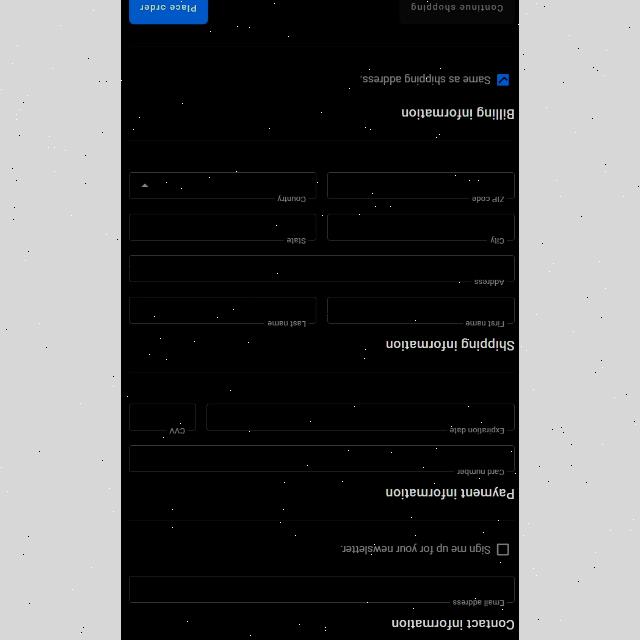 Contact information
Email address
Sign me up for your newsletter.
Payment information
Card number
Expiration date CVV
Shipping information
First name Last name
Address
City State
ZIP code Country
Billing information
Same as shipping address.
Continue shopping Place order